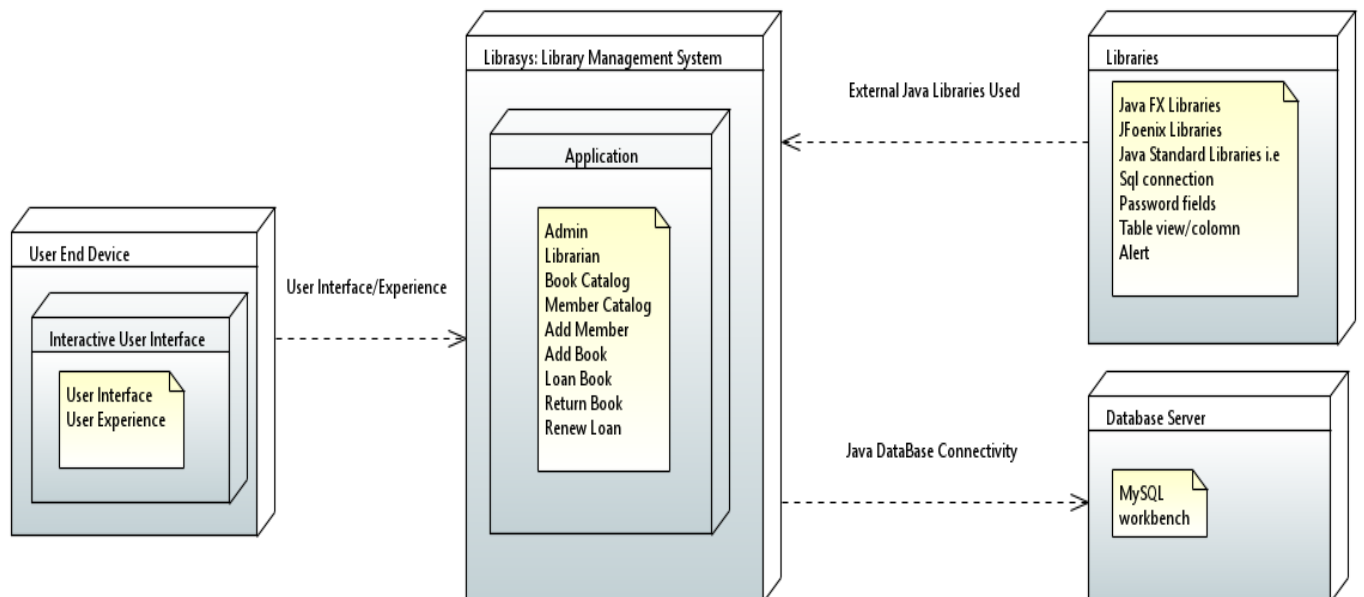 User End Device
Interactive User Interface
User Interface
User Experience
User Interface/Experience
Librasys: Library Management System
Application
Admin
Librarian
Book Catalog
Member Catalog
Add Member
Add Book
Loan Book
Return Book
Renew Loan
External Java Libraries Used
Libraries
Java FX Libraries
JFoenix Libraries
Java Standard Libraries i.e
Sql connection
Password fields
Table view/colomn
Alert
Java DataBase Connectivity
Database Server
MySQL
workbench